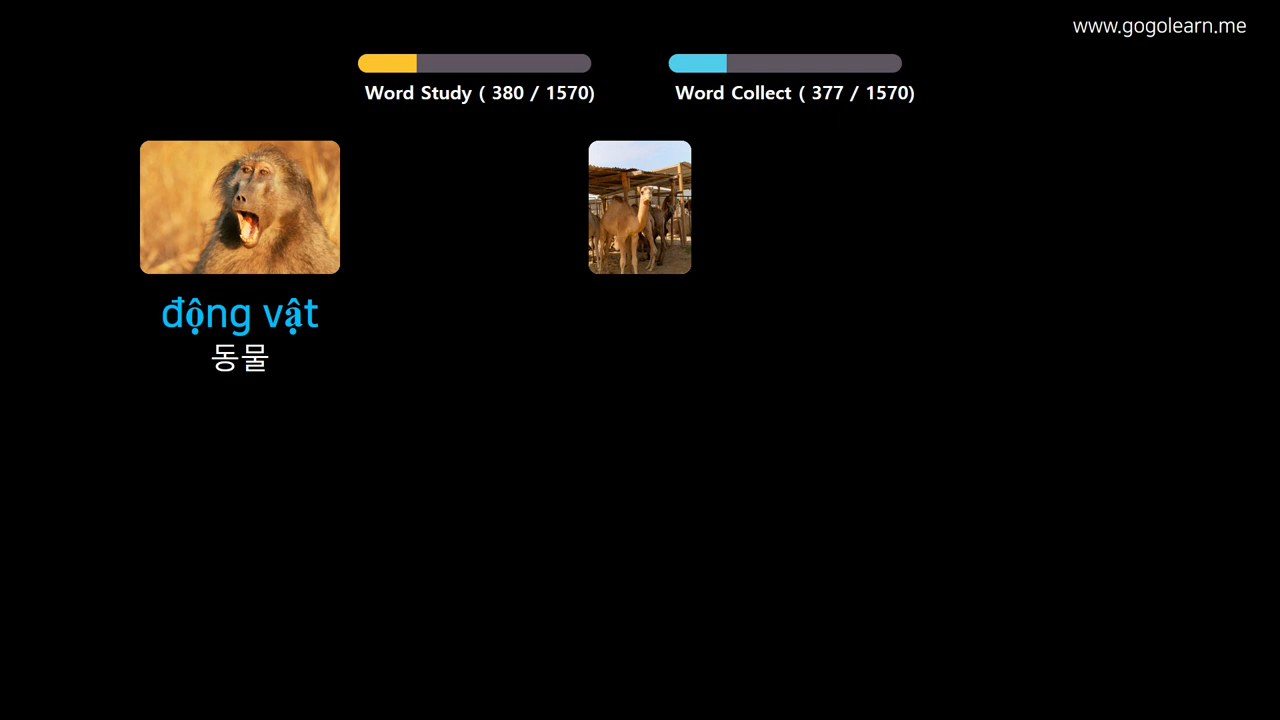 www.gogolearn.me
Word Study ( 380 / 1570)
Word Collect ( 377 / 1570)
động vật
동물